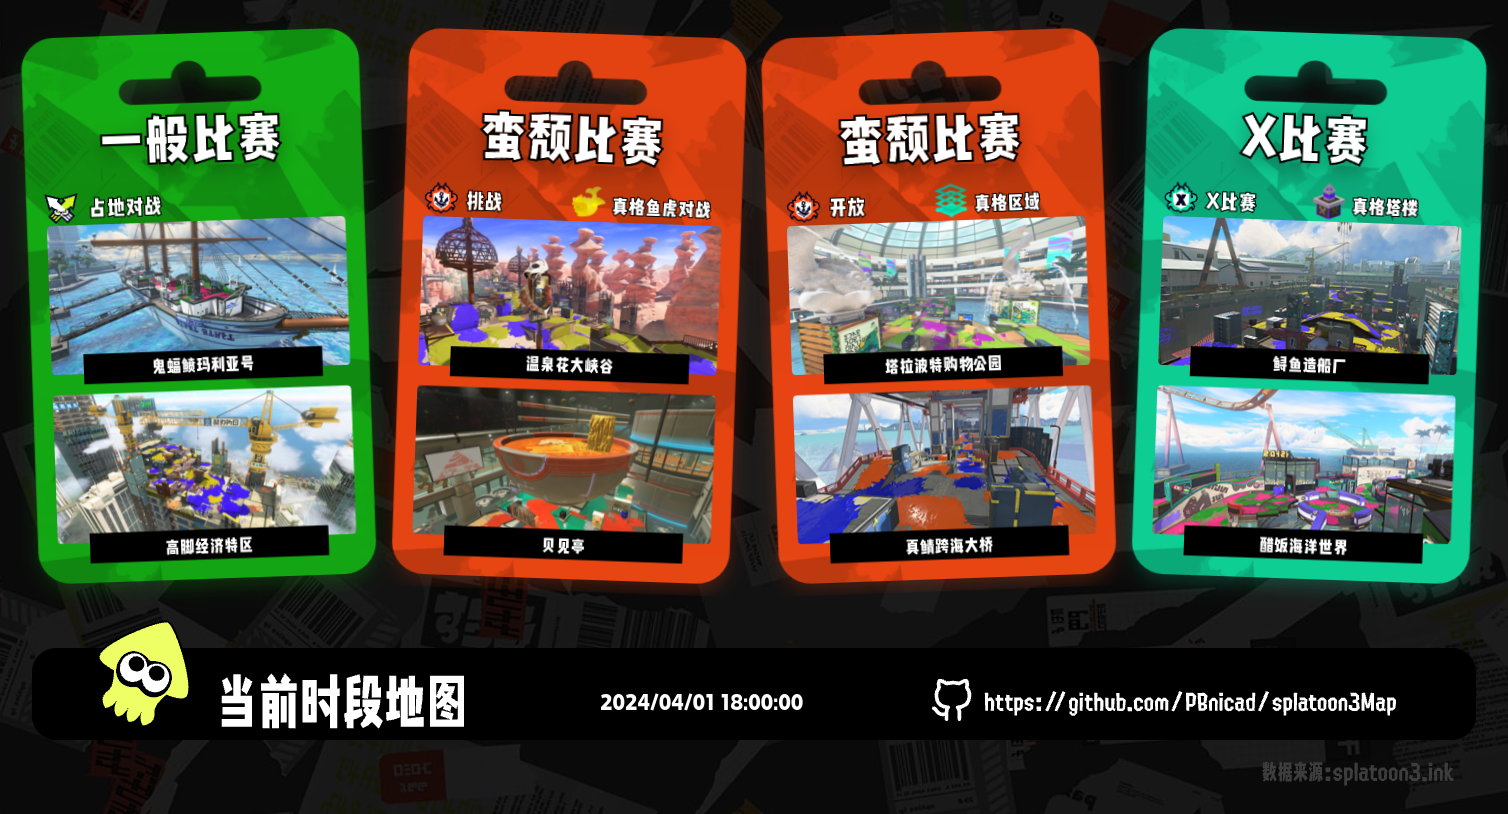 一般比赛
占地对战
鬼蝠鲼玛利亚号
高脚经济特区
蛮颓比赛
挑战
真格鱼虎对战
温泉花大峡谷
贝见亭
蛮颓比赛
开放
真格区域
塔拉波特购物公园
真鲭跨海大桥
X比赛
X比赛
真格塔楼
鲟鱼造船厂
醋饭海洋世界
当前时段地图
2024/04/01 18:00:00
https://github.com/PBnicad/splatoon3Map
数据来源:splatoon3.ink